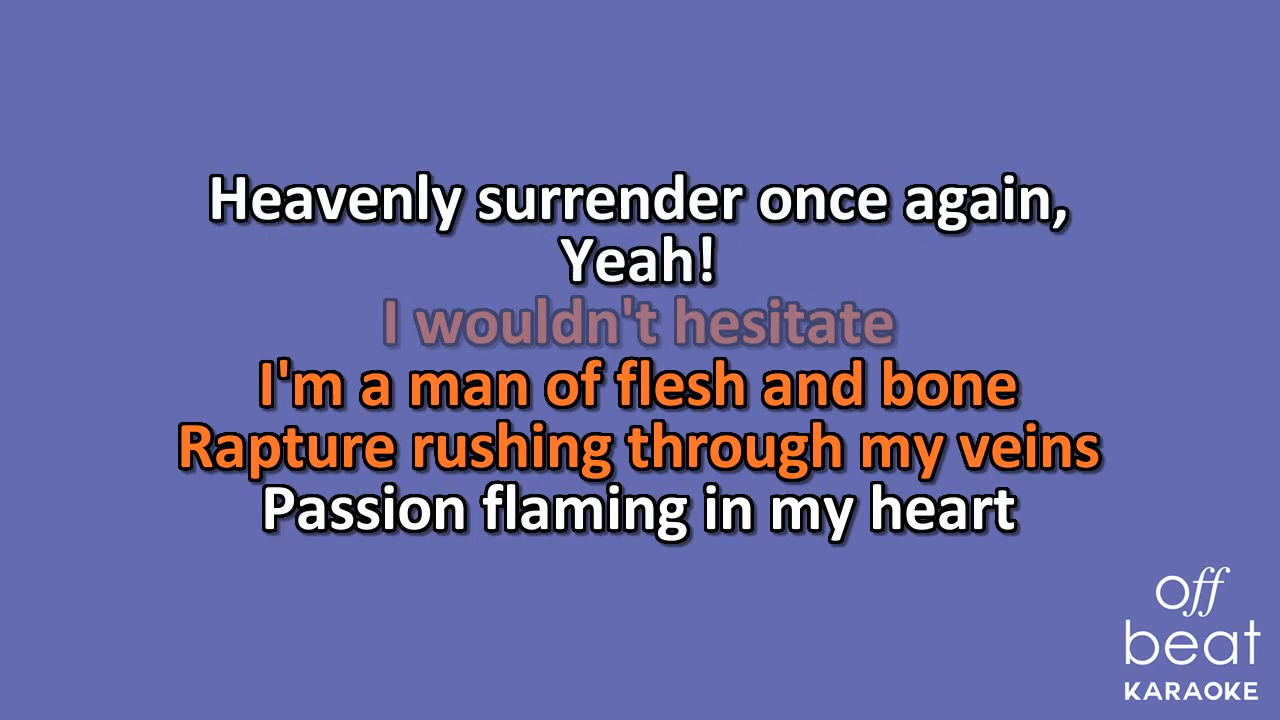 Heavenly surrender once again,
Yeah!
I wouldn't hesitate
I'm a man of flesh and bone
Rapture rushing through my veins
Passion flaming in my heart
off
beat
KARAOKE